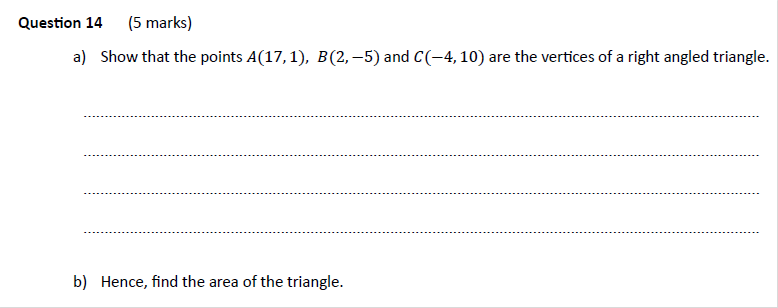 Question 14 (5 marks)
a) Show that the points A(17, 1), B(2, −5) and C(−4, 10) are the vertices of a right angled triangle.
b) Hence, find the area of the triangle.